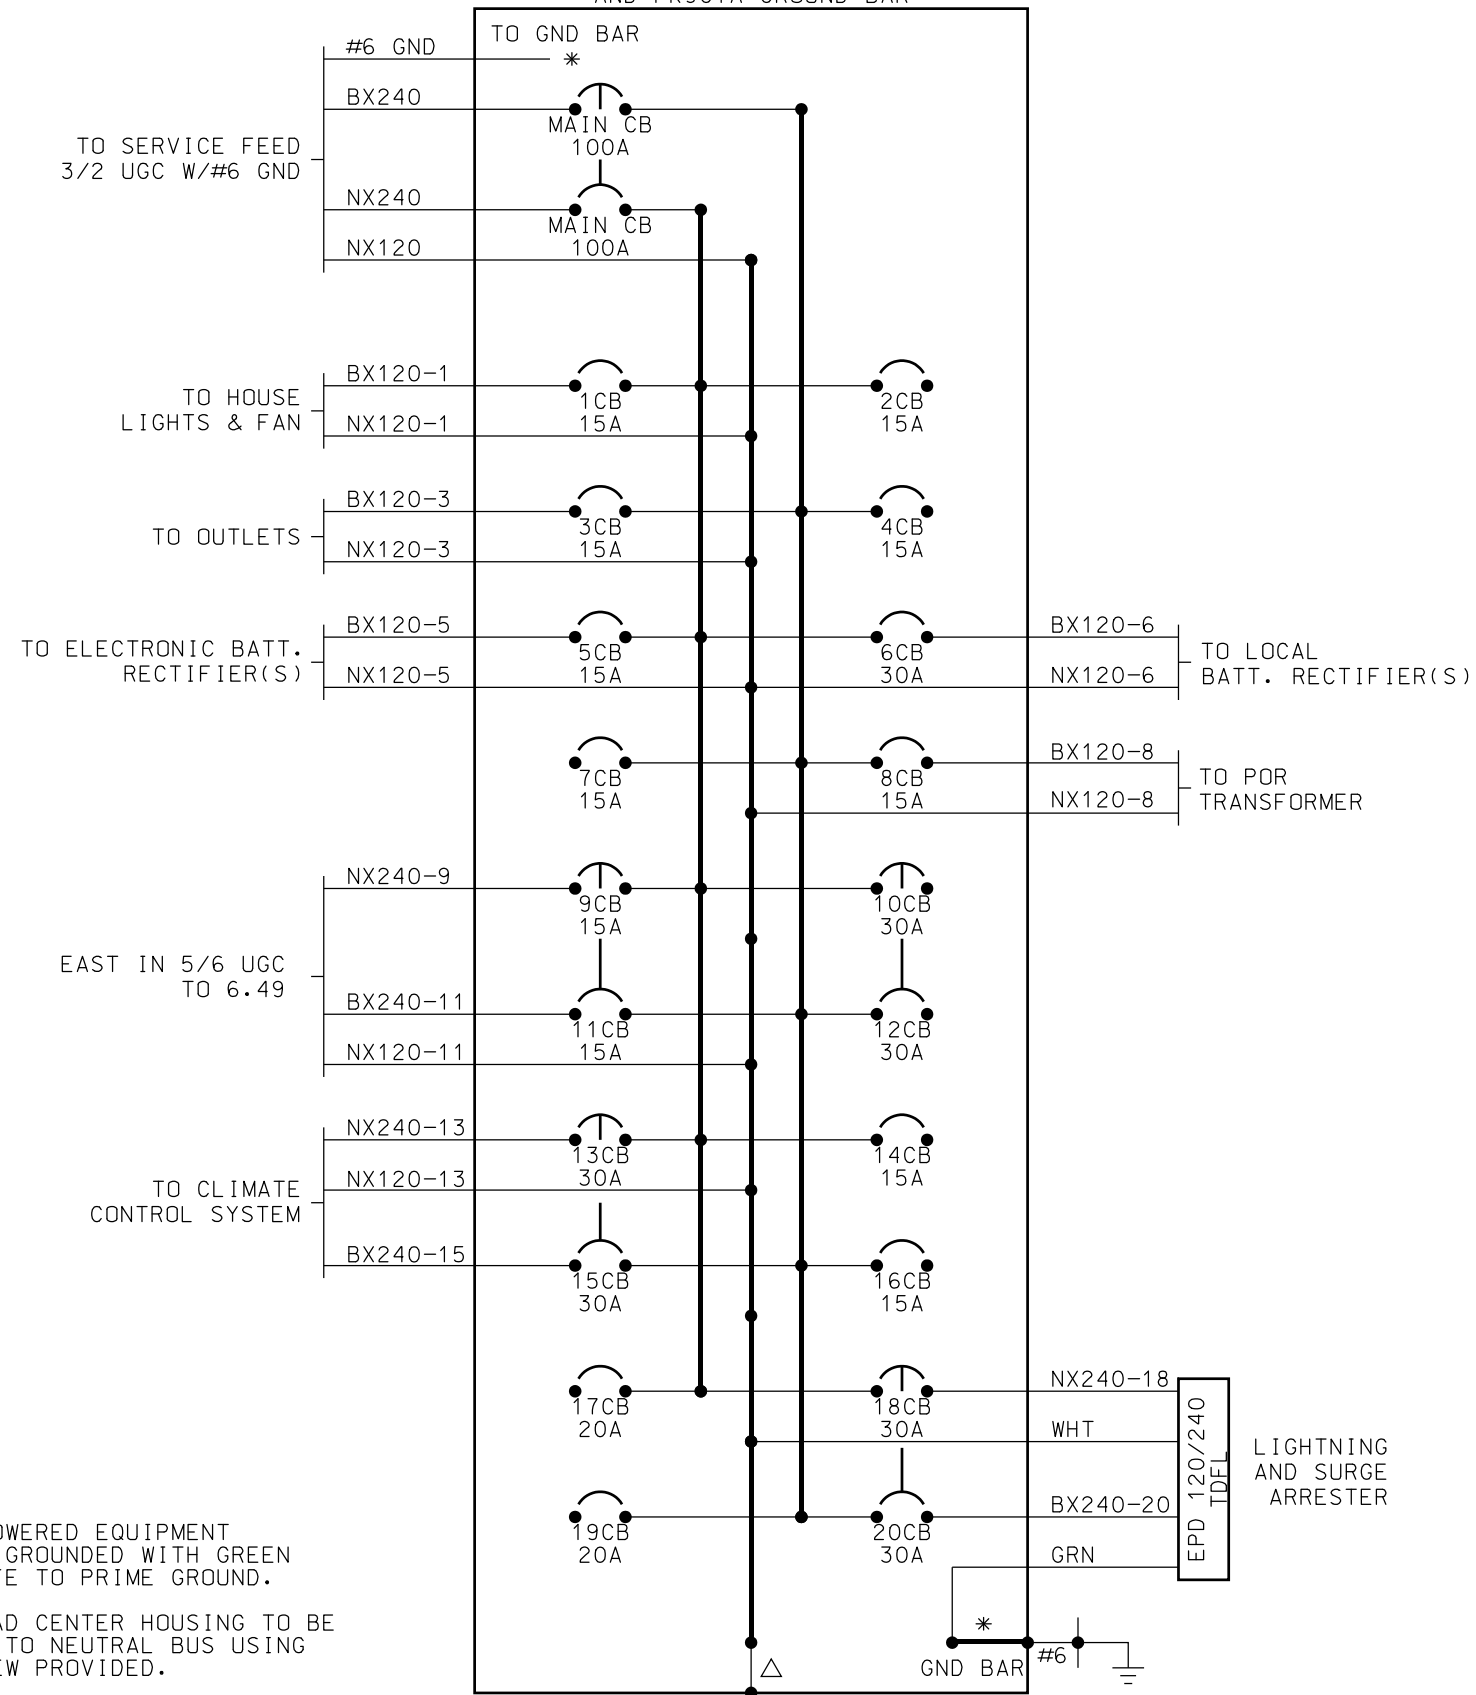 TO GND BAR
#6 GND
*
BX240
MAIN CB
100A
TO SERVICE FEED
3/2 UGC W/#6 GND
NX240
MAIN CB
100A
NX120
BX120-1
TO HOUSE
LIGHTS & FAN
NX120-1
1CB
15A
2CB
15A
BX120-3
TO OUTLETS
NX120-3
3CB
15A
4CB
15A
BX120-5
TO ELECTRONIC BATT.
RECTIFIER(S)
NX120-5
5CB
15A
6CB
30A
BX120-6
NX120-6
TO LOCAL
BATT. RECTIFIER(S)
7CB
15A
8CB
15A
BX120-8
NX120-8
TO POR
TRANSFORMER
NX240-9
9CB
15A
10CB
30A
EAST IN 5/6 UGC
TO 6.49
BX240-11
NX120-11
11CB
15A
12CB
30A
NX240-13
13CB
30A
14CB
15A
NX120-13
TO CLIMATE
CONTROL SYSTEM
BX240-15
15CB
30A
16CB
15A
17CB
20A
18CB
30A
NX240-18
WHT
19CB
20A
20CB
30A
BX240-20
GRN
EPD 120/240
TDFL
LIGHTNING
AND SURGE
ARRESTER
EQUIPMENT
GROUNDED WITH GREEN
TO PRIME GROUND.
CENTER HOUSING TO BE
TO NEUTRAL BUS USING
PROVIDED.
*
GND BAR
#6